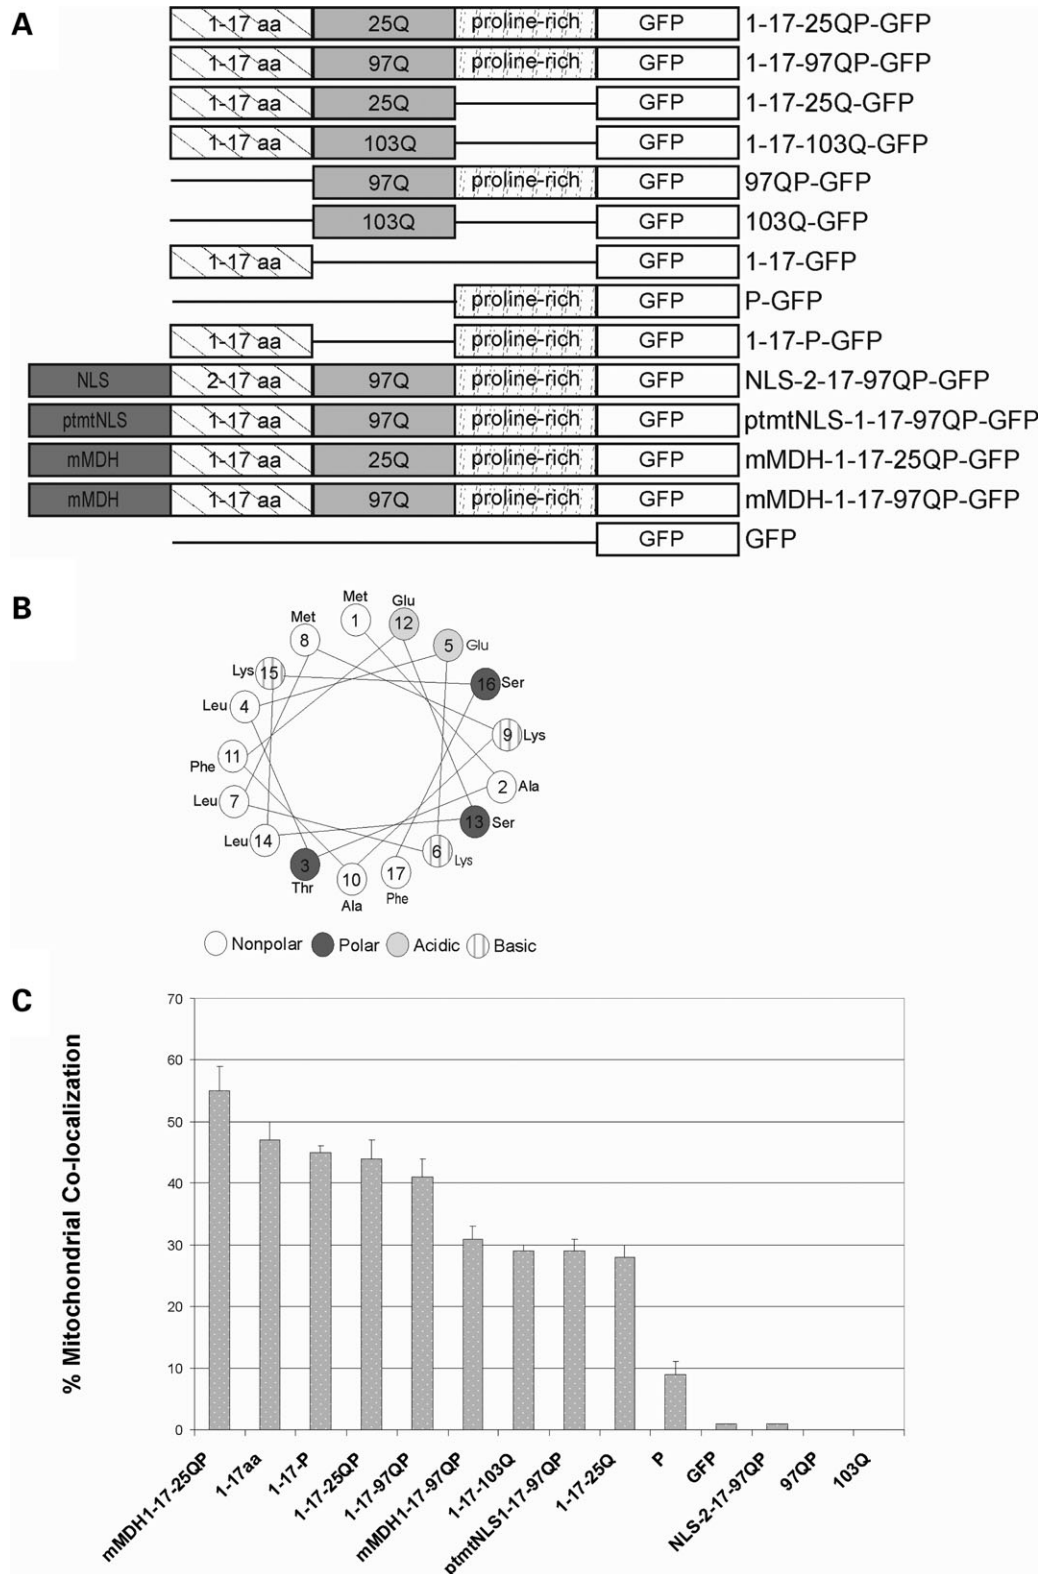 A
1-17 aa 25Q proline-rich GFP 1-17-25QP-GFP
1-17 aa 97Q proline-rich GFP 1-17-97QP-GFP
1-17 aa 25Q GFP 1-17-25Q-GFP
1-17 aa 103Q GFP 1-17-103Q-GFP
97Q proline-rich GFP 97QP-GFP
103Q GFP 103Q-GFP
1-17 aa GFP 1-17-GFP
proline-rich GFP P-GFP
1-17 aa proline-rich GFP 1-17-P-GFP
NLS 2-17 aa 97Q proline-rich GFP NLS-2-17-97QP-GFP
ptmtNLS 1-17 aa 97Q proline-rich GFP ptmtNLS-1-17-97QP-GFP
mMDH 1-17 aa 25Q proline-rich GFP mMDH-1-17-25QP-GFP
mMDH 1-17 aa 97Q proline-rich GFP mMDH-1-17-97QP-GFP
GFP GFP
B
Met 1
Glu 12
Met 8
5 Glu
Lys 15
16 Ser
Leu 4
9 Lys
Phe 11
2 Ala
Leu 7
13 Ser
Leu 14
6 Lys
3 Thr
10 Ala
17 Phe
Nonpolar Polar Acidic Basic
C
% Mitochondrial Co-localization
70
60
50
40
30
20
10
0
mMDH1-17-25QP
1-17aa
1-17-P
1-17-25QP
1-17-97QP
mMDH1-17-97QP
1-17-103Q
ptmtNLS1-17-97QP
1-17-25Q
P
GFP
NLS-2-17-97QP
97QP
103Q